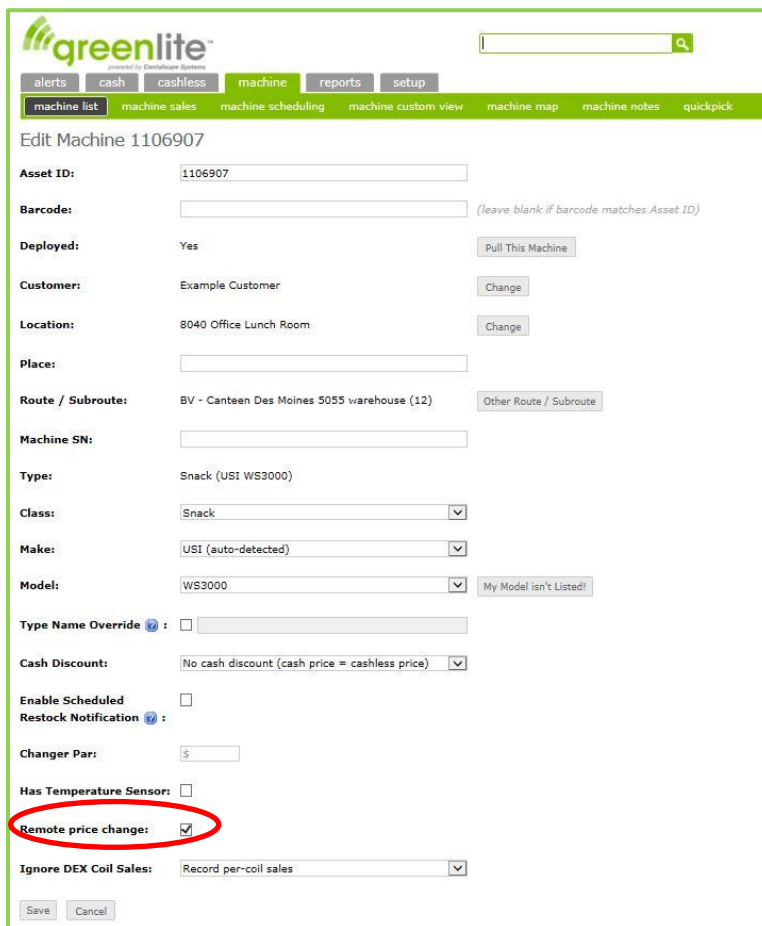 greenlite™
powered by Cantaloupe Systems
alerts cash cashless machine reports setup
machine list machine sales machine scheduling machine custom view machine map machine notes quickpick
Edit Machine 1106907
Asset ID: 1106907
Barcode: (leave blank if barcode matches Asset ID)
Deployed: Yes Pull This Machine
Customer: Example Customer Change
Location: 8040 Office Lunch Room Change
Place:
Route / Subroute: BV - Canteen Des Moines 5055 warehouse (12) Other Route / Subroute
Machine SN:
Type: Snack (USI WS3000)
Class: Snack
Make: USI (auto-detected)
Model: WS3000 My Model isn't Listed!
Type Name Override ? :
Cash Discount: No cash discount (cash price = cashless price)
Enable Scheduled
Restock Notification ? :
Changer Par: $
Has Temperature Sensor:
Remote price change:
Ignore DEX Coil Sales: Record per-coil sales
Save Cancel